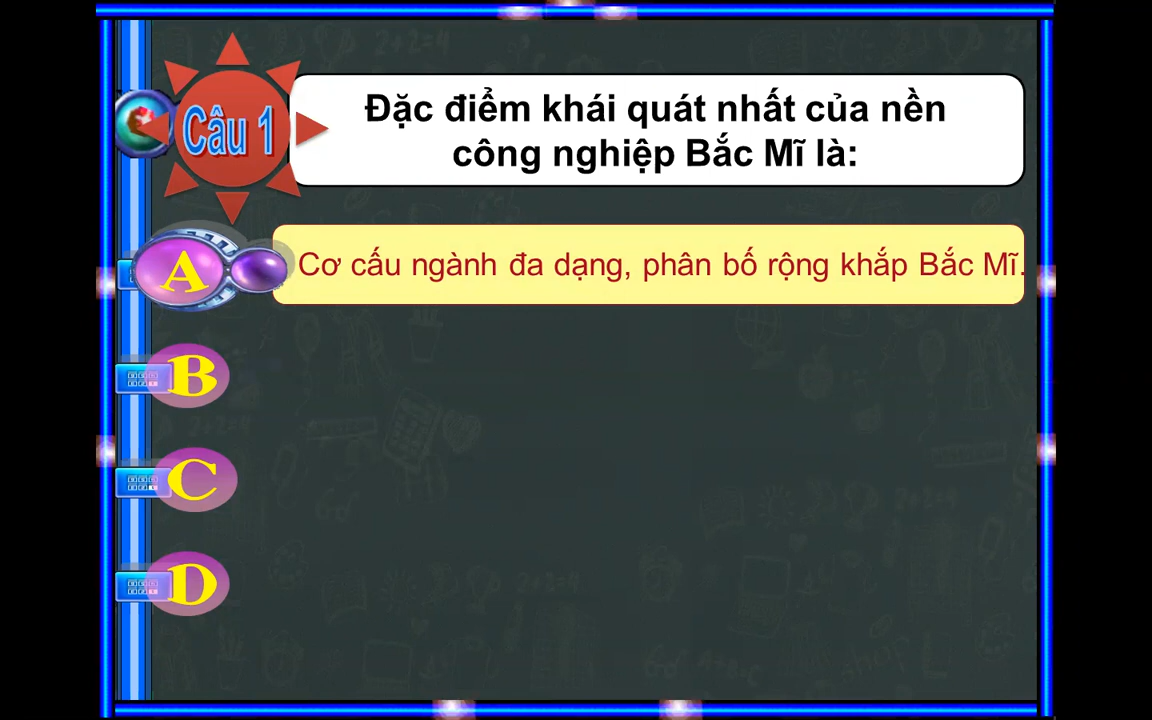 Câu 1
Đặc điểm khái quát nhất của nền
công nghiệp Bắc Mĩ là:
A
Cơ cấu ngành đa dạng, phân bố rộng khắp Bắc Mĩ.
B
C
D